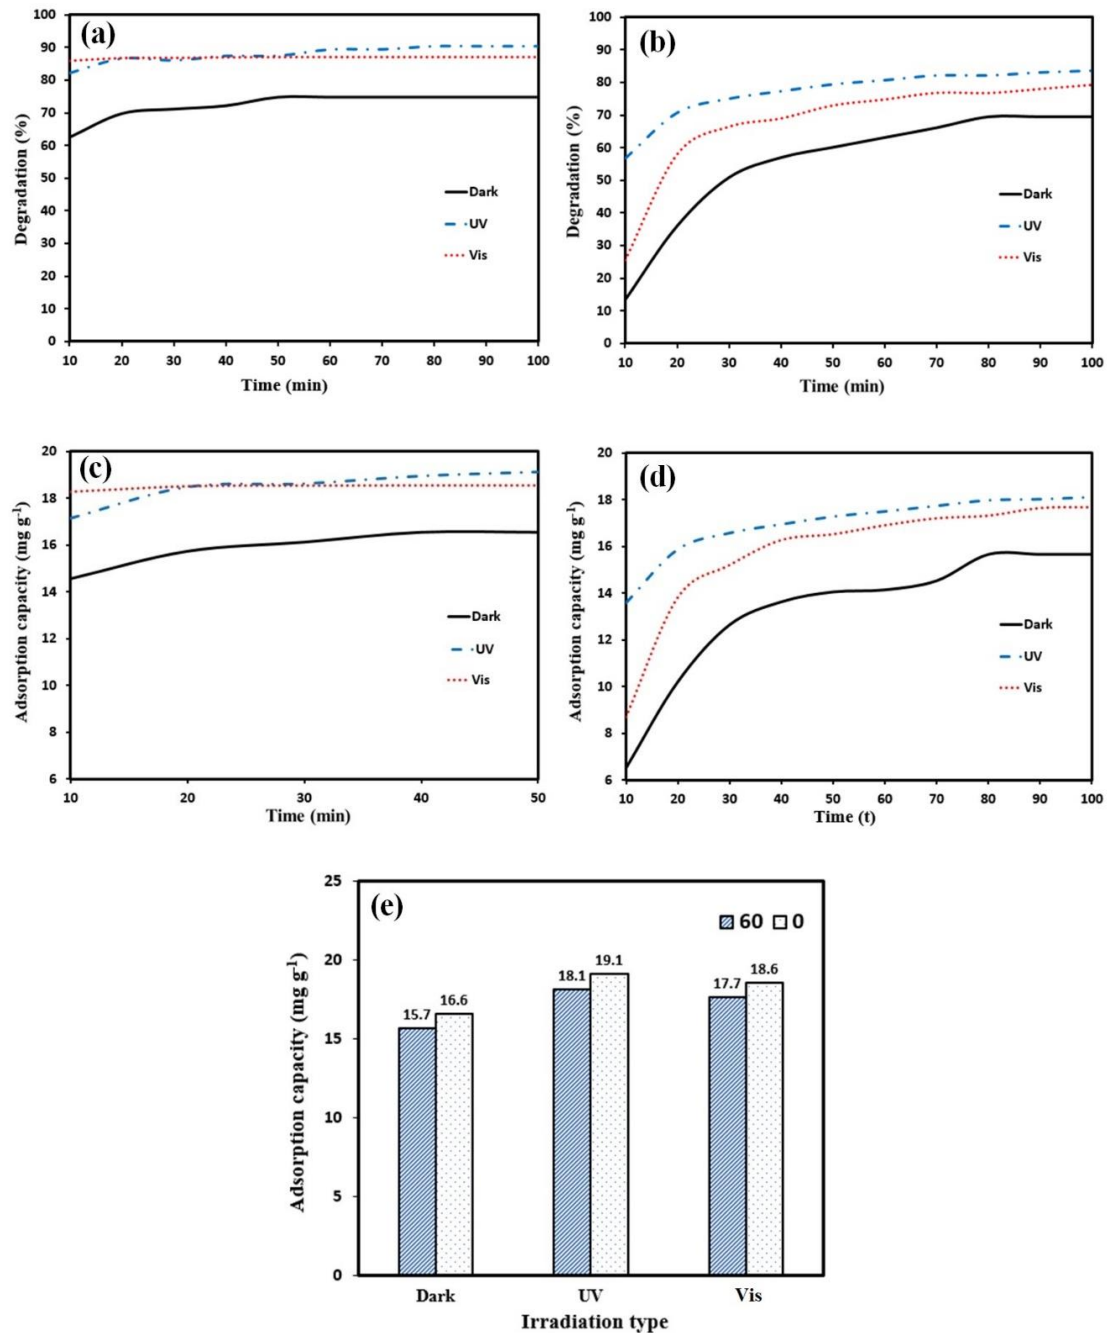 (a)
100
90
80
70
60
50
40
30
20
10
0
Degradation (%)
Dark
UV
Vis
10 20 30 40 50 60 70 80 90 100
Time (min)
(b)
100
90
80
70
60
50
40
30
20
10
0
Degradation (%)
Dark
UV
Vis
10 20 30 40 50 60 70 80 90 100
Time (min)
(c)
20
18
16
14
12
10
8
6
Adsorption capacity (mg g-1)
Dark
UV
Vis
10 20 30 40 50
Time (min)
(d)
20
18
16
14
12
10
8
6
Adsorption capacity (mg g-1)
Dark
UV
Vis
10 20 30 40 50 60 70 80 90 100
Time (t)
(e)
60 0
25
20
15
10
5
0
Adsorption capacity (mg g-1)
15.7 16.6 18.1 19.1 17.7 18.6
Dark UV Vis
Irradiation type